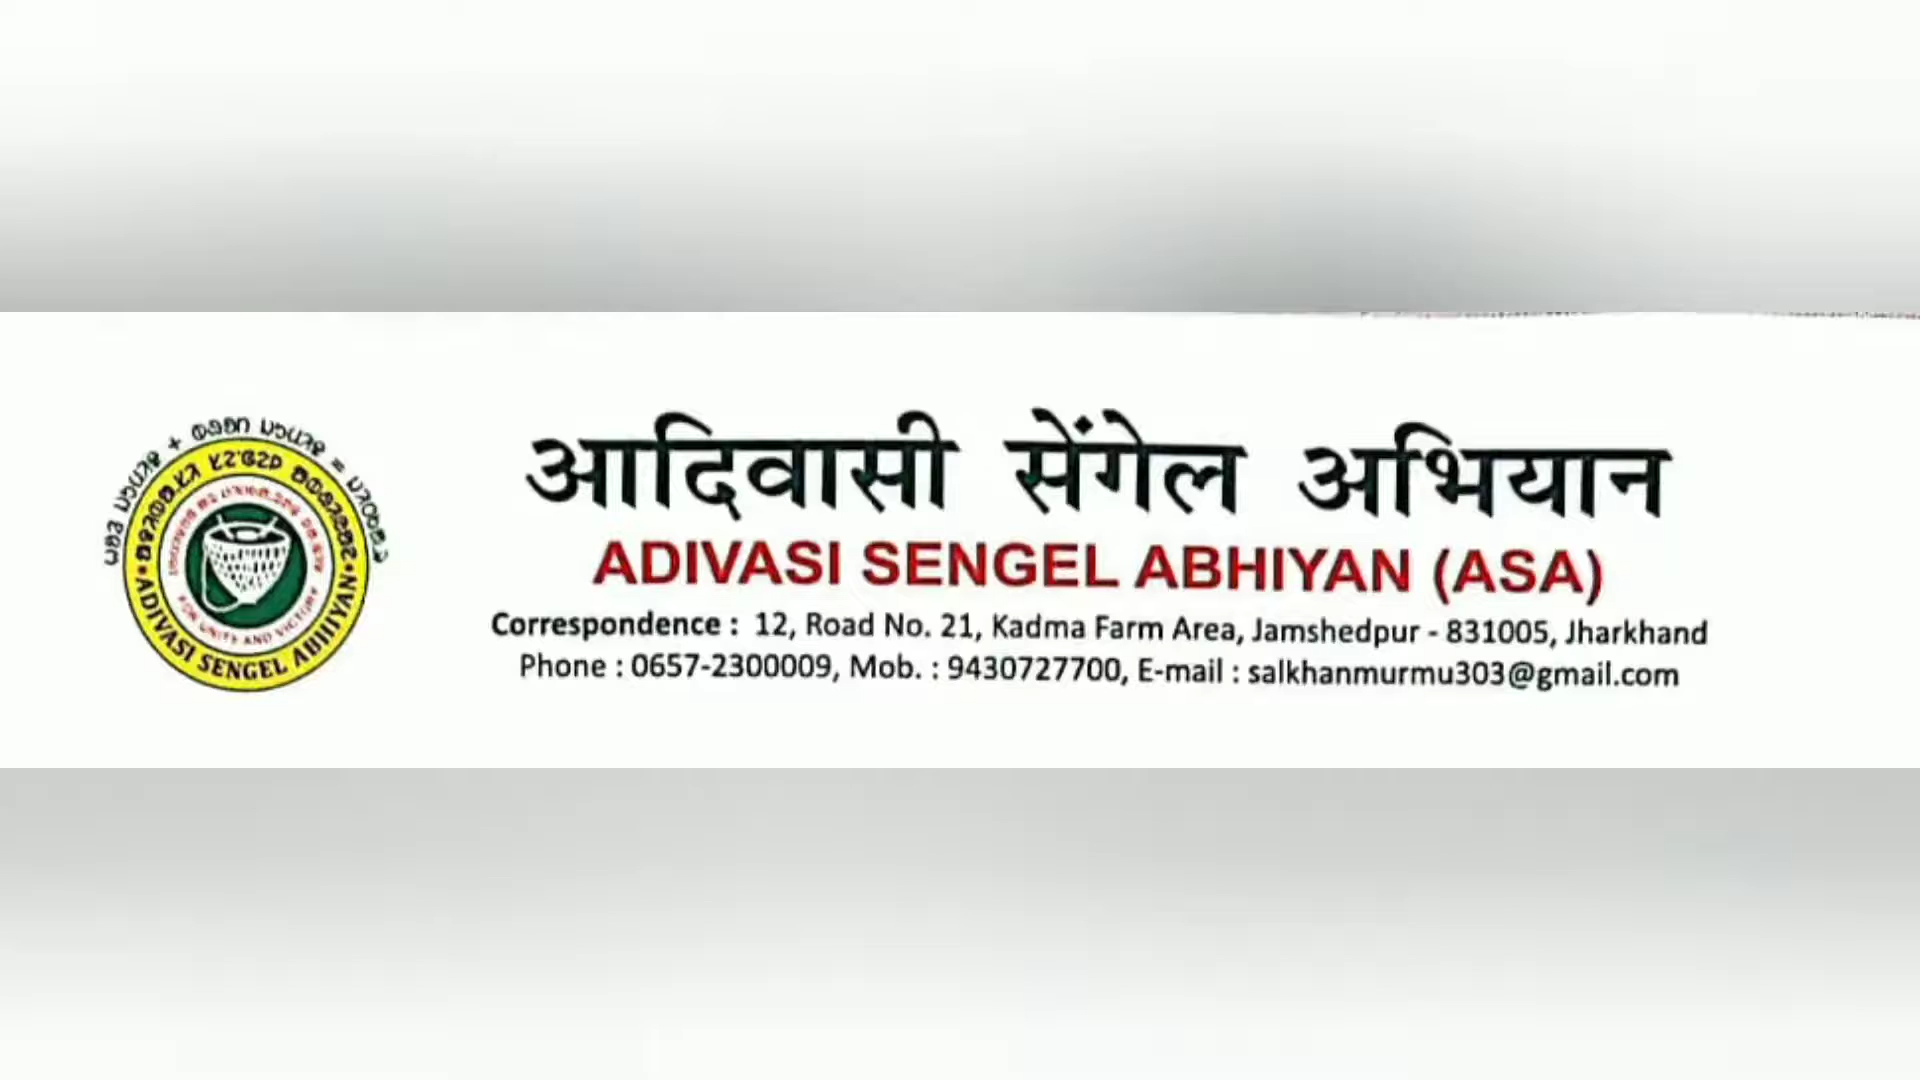 आदिवासी सेंगेल अभियान
ADIVASI SENGEL ABHIYAN (ASA)
Correspondence : 12, Road No. 21, Kadma Farm Area, Jamshedpur - 831005, Jharkhand
Phone : 0657-2300009, Mob. : 9430727700, E-mail : salkhanmurmu303@gmail.com
ADIVASI SENGEL ABHIYAN
FOR UNITY AND VICTORY